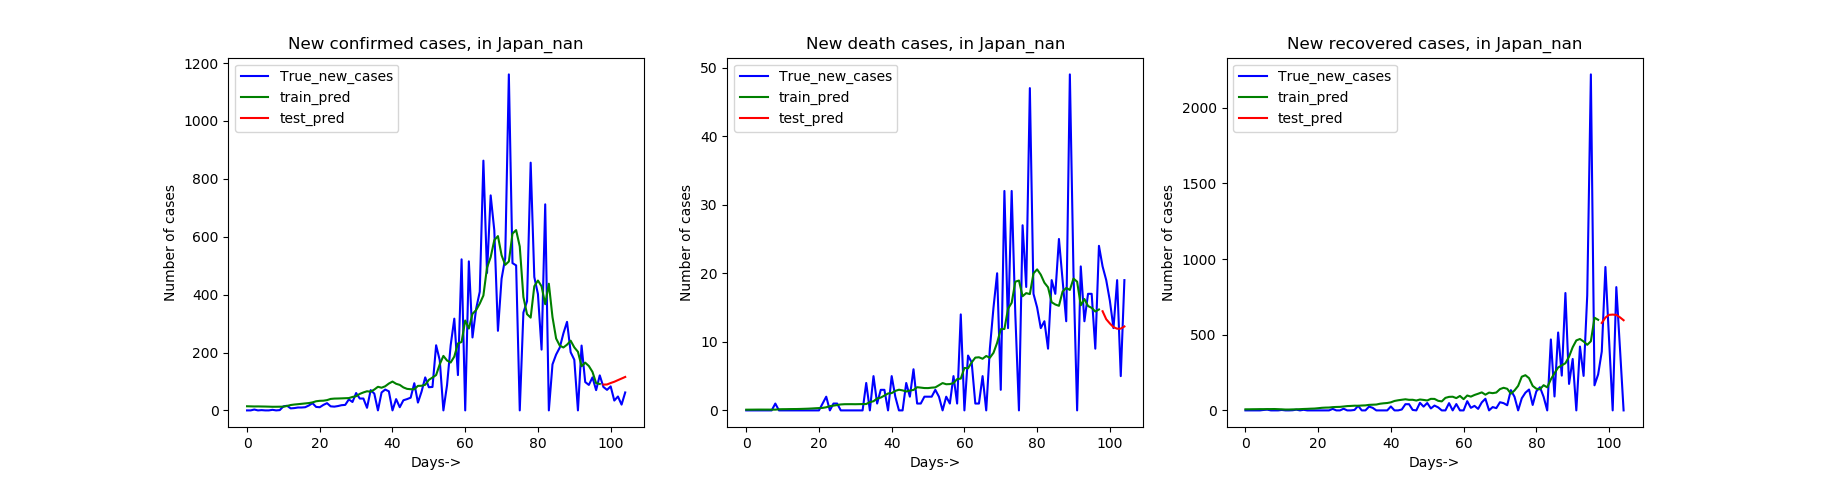 New confirmed cases, in Japan_nan
True_new_cases
train_pred
test_pred
1200
1000
800
600
400
200
0
Number of cases
0 20 40 60 80 100
Days->
New death cases, in Japan_nan
True_new_cases
train_pred
test_pred
50
40
30
20
10
0
Number of cases
0 20 40 60 80 100
Days->
New recovered cases, in Japan_nan
True_new_cases
train_pred
test_pred
2000
1500
1000
500
0
Number of cases
0 20 40 60 80 100
Days->